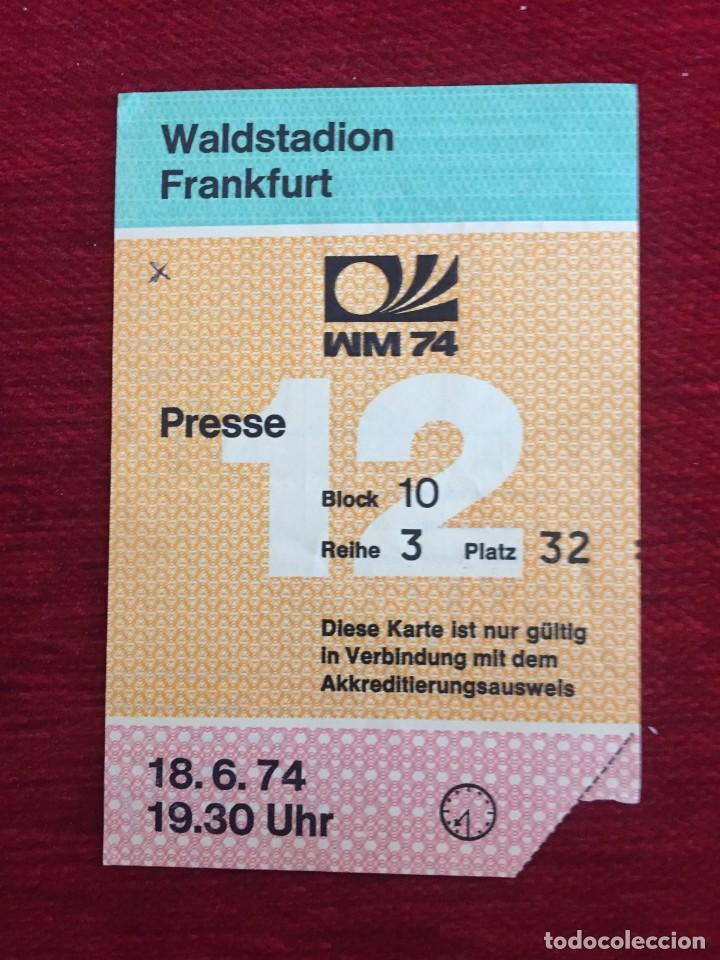 Waldstadion
Frankfurt
WM 74
12
Presse
Block 10
Reihe 3 Platz 32
Diese Karte ist nur gültig
in Verbindung mit dem
Akkreditierungsausweis
18.6.74
19.30 Uhr
todocoleccion